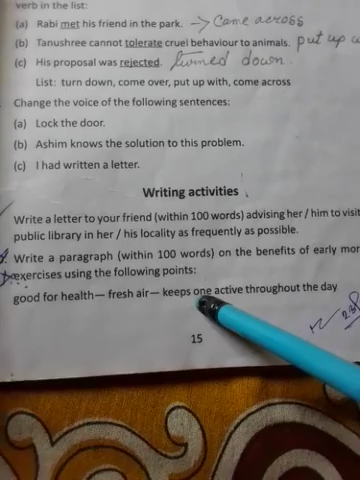 verb in the list:
(a) Rabi met his friend in the park. → Came across
(b) Tanushree cannot tolerate cruel behaviour to animals. put up
(c) His proposal was rejected. turned down.
List: turn down, come over, put up with, come across
Change the voice of the following sentences:
(a) Lock the door.
(b) Ashim knows the solution to this problem.
(c) I had written a letter.
Writing activities
Write a letter to your friend (within 100 words) advising her / him to visit
public library in her / his locality as frequently as possible.
Write a paragraph (within 100 words) on the benefits of early
exercises using the following points:
good for health— fresh air— keeps one active throughout the day
15